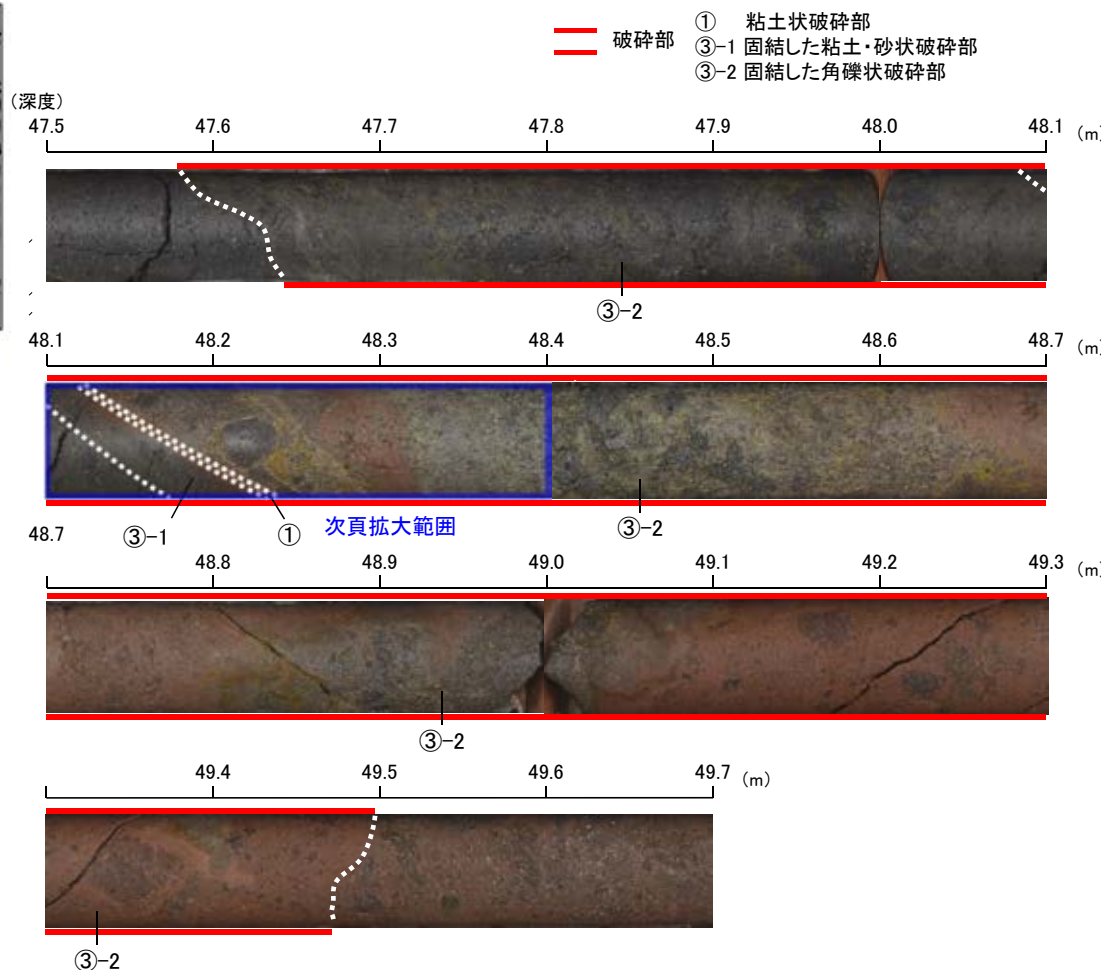 破砕部
① 粘土状破砕部
③-1 固結した粘土・砂状破砕部
③-2 固結した角礫状破砕部
(深度)
47.5 47.6 47.7 47.8 47.9 48.0 48.1 (m)
③-2
48.1 48.2 48.3 48.4 48.5 48.6 48.7 (m)
③-1 ① 次頁拡大範囲 ③-2
48.7 48.8 48.9 49.0 49.1 49.2 49.3 (m)
③-2
49.4 49.5 49.6 49.7 (m)
③-2